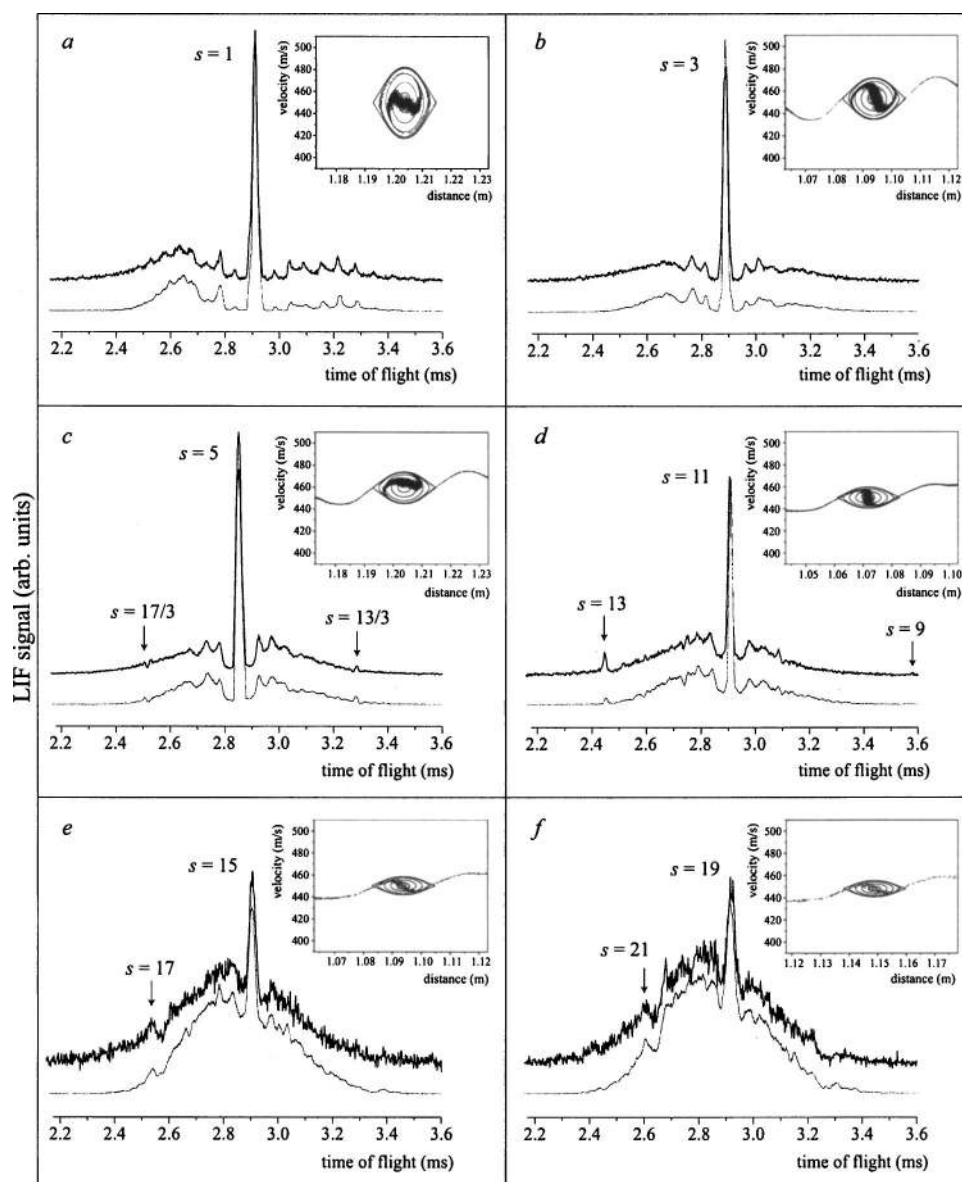 LIF signal (arb. units)
a
s = 1
velocity (m/s)
500
480
460
440
420
400
1.18 1.19 1.20 1.21 1.22 1.23
distance (m)
2.2 2.4 2.6 2.8 3.0 3.2 3.4 3.6
time of flight (ms)
b
s = 3
velocity (m/s)
500
480
460
440
420
400
1.07 1.08 1.09 1.10 1.11 1.12
distance (m)
2.2 2.4 2.6 2.8 3.0 3.2 3.4 3.6
time of flight (ms)
c
s = 5
s = 17/3
s = 13/3
velocity (m/s)
500
480
460
440
420
400
1.18 1.19 1.20 1.21 1.22 1.23
distance (m)
2.2 2.4 2.6 2.8 3.0 3.2 3.4 3.6
time of flight (ms)
d
s = 11
s = 13
s = 9
velocity (m/s)
500
480
460
440
420
400
1.05 1.06 1.07 1.08 1.09 1.10
distance (m)
2.2 2.4 2.6 2.8 3.0 3.2 3.4 3.6
time of flight (ms)
e
s = 15
s = 17
velocity (m/s)
500
480
460
440
420
400
1.07 1.08 1.09 1.10 1.11 1.12
distance (m)
2.2 2.4 2.6 2.8 3.0 3.2 3.4 3.6
time of flight (ms)
f
s = 19
s = 21
velocity (m/s)
500
480
460
440
420
400
1.12 1.13 1.14 1.15 1.16 1.17
distance (m)
2.2 2.4 2.6 2.8 3.0 3.2 3.4 3.6
time of flight (ms)